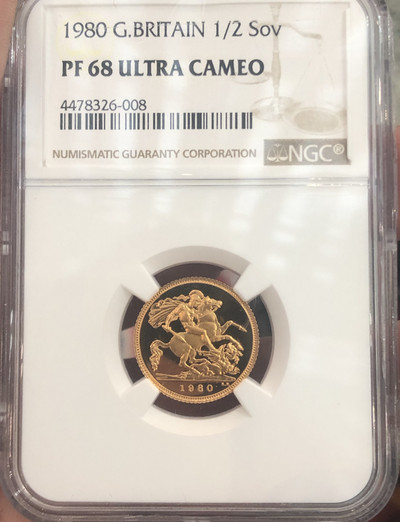 1980 G.BRITAIN 1/2 Sov
PF 68 ULTRA CAMEO
4478326-008
NUMISMATIC GUARANTY CORPORATION NGC®
1980